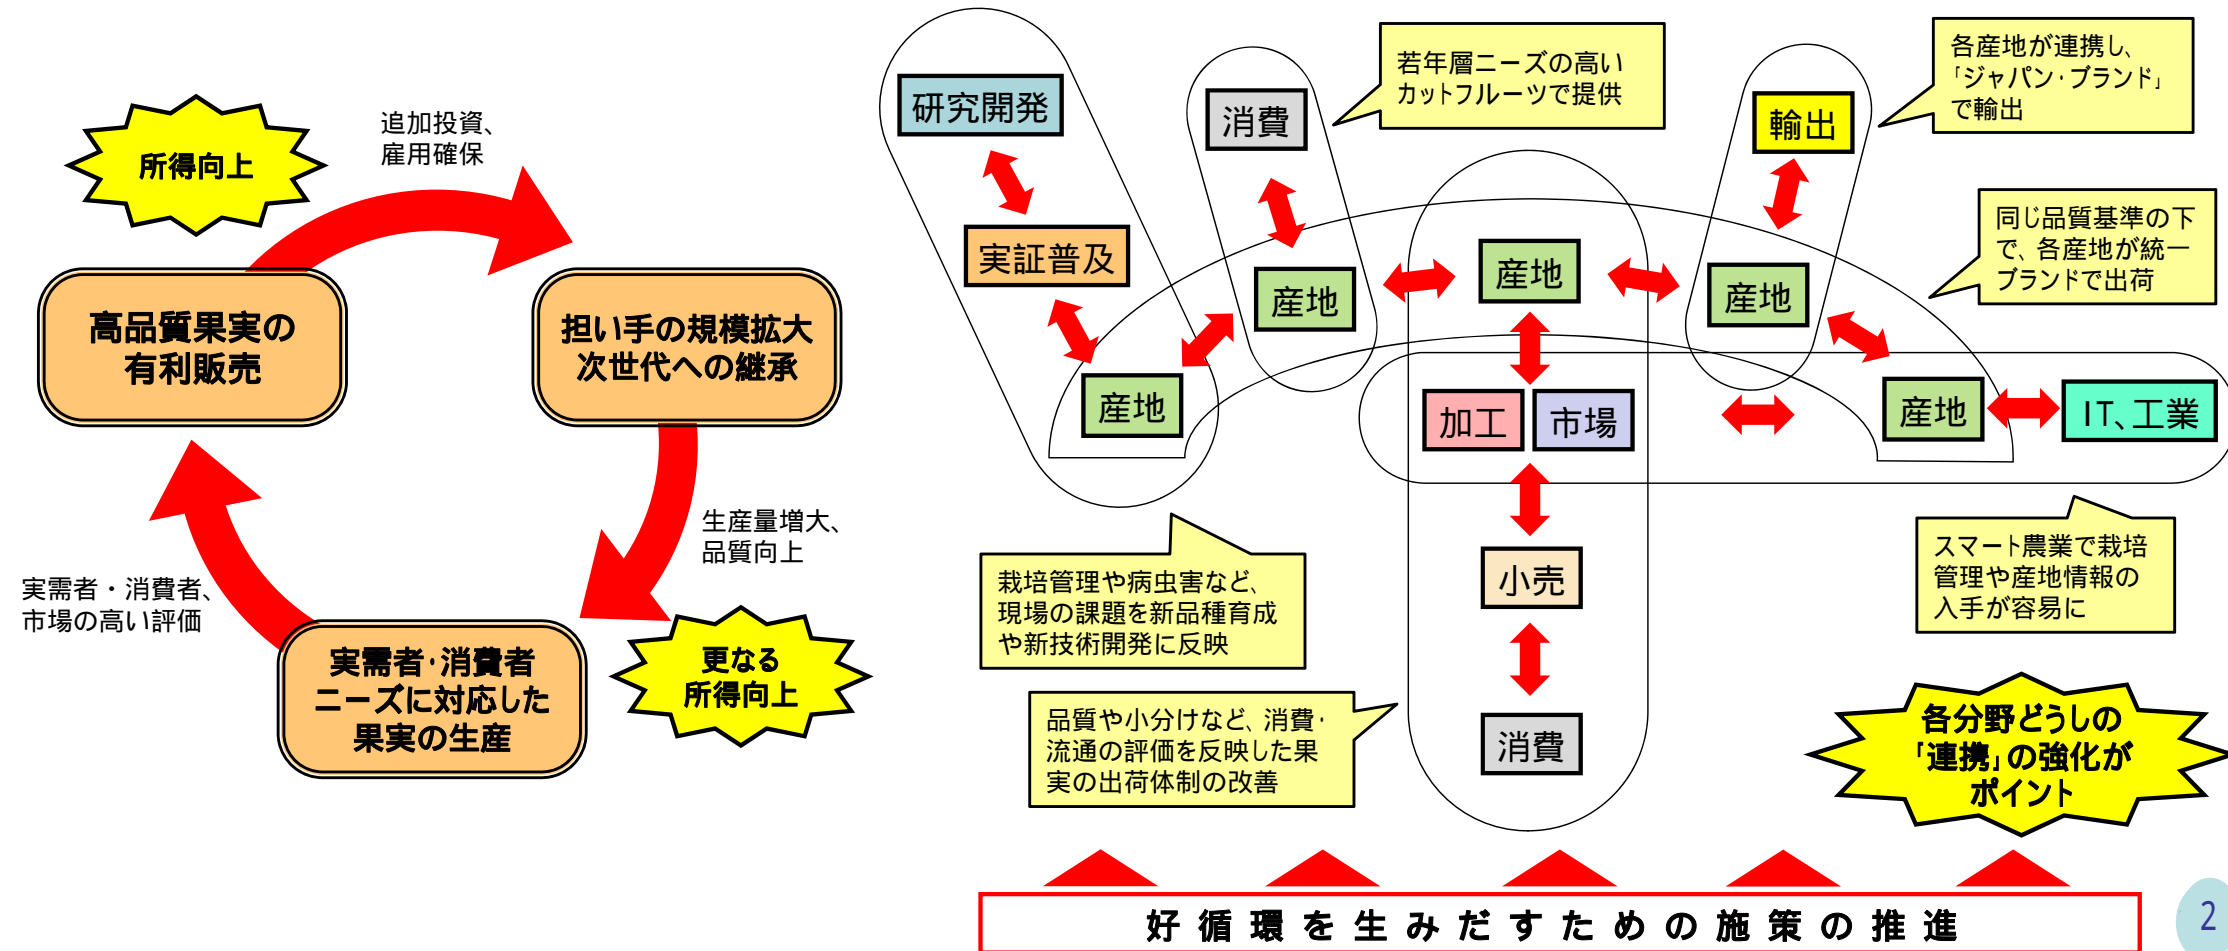 所得向上
追加投資、
雇用確保
高品質果実の
有利販売
担い手の規模拡大
次世代への継承
生産量増大、
品質向上
実需者・消費者、
市場の高い評価
実需者・消費者
ニーズに対応した
果実の生産
更なる
所得向上
研究開発
実証普及
産地
消費
産地
若年層ニーズの高い
カットフルーツで提供
産地
輸出
産地
各産地が連携し、
「ジャパン・ブランド」
で輸出
同じ品質基準の下
で、各産地が統一
ブランドで出荷
加工
市場
産地
IT、工業
小売
消費
栽培管理や病虫害など、
現場の課題を新品種育成
や新技術開発に反映
スマート農業で栽培
管理や産地情報の
入手が容易に
品質や小分けなど、消費・
流通の評価を反映した果
実の出荷体制の改善
各分野どうしの
「連携」の強化が
ポイント
好循環を生みだすための施策の推進
2